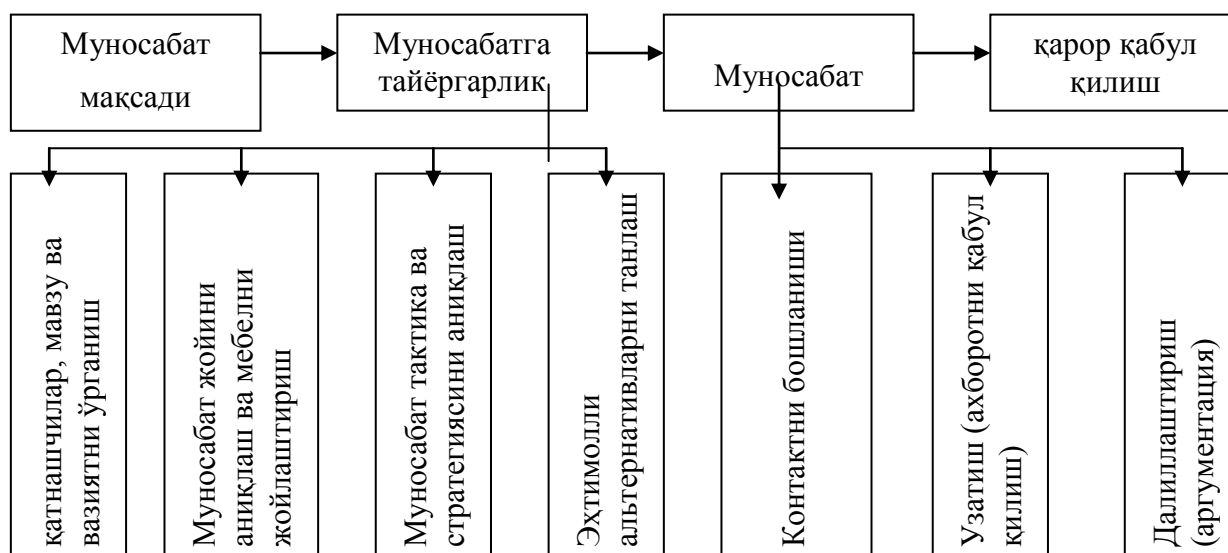 Муносабат
мақсади
Муносабатга
тайёргарлик
Муносабат
қарор қабул
қилиш
қатнашчилар, мавзу ва
вазиятни ўрганиш
Муносабат жойини
аниқлаш ва мебелни
жойлаштириш
Муносабат тактика ва
стратегиясини аниқлаш
Эҳтимолли
альтернативларни танлаш
Контактни бошланиши
Узатиш (ахборотни қабул
қилиш)
Далиллаштириш
(аргументация)